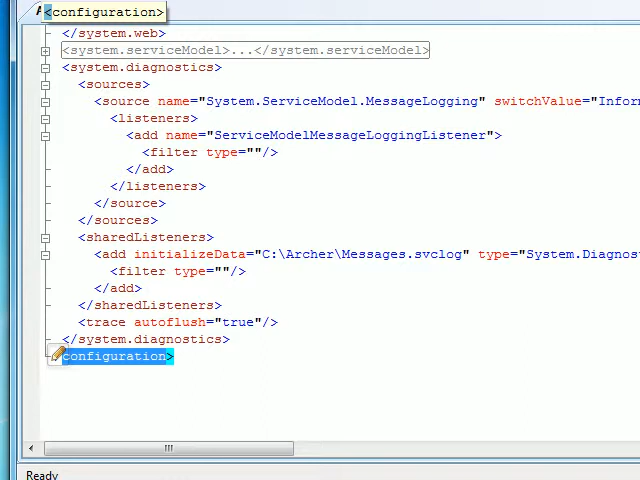 <configuration>
</system.web>
<system.serviceModel>...</system.serviceModel>
<system.diagnostics>
<sources>
<source name="System.ServiceModel.MessageLogging" switchValue="Infor
<listeners>
<add name="ServiceModelMessageLoggingListener">
<filter type=""/>
</add>
</listeners>
</source>
</sources>
<sharedListeners>
<add initializeData="C:\Archer\Messages.svclog" type="System.Diagnos
<filter type=""/>
</add>
</sharedListeners>
<trace autoflush="true"/>
</system.diagnostics>
configuration>
Ready